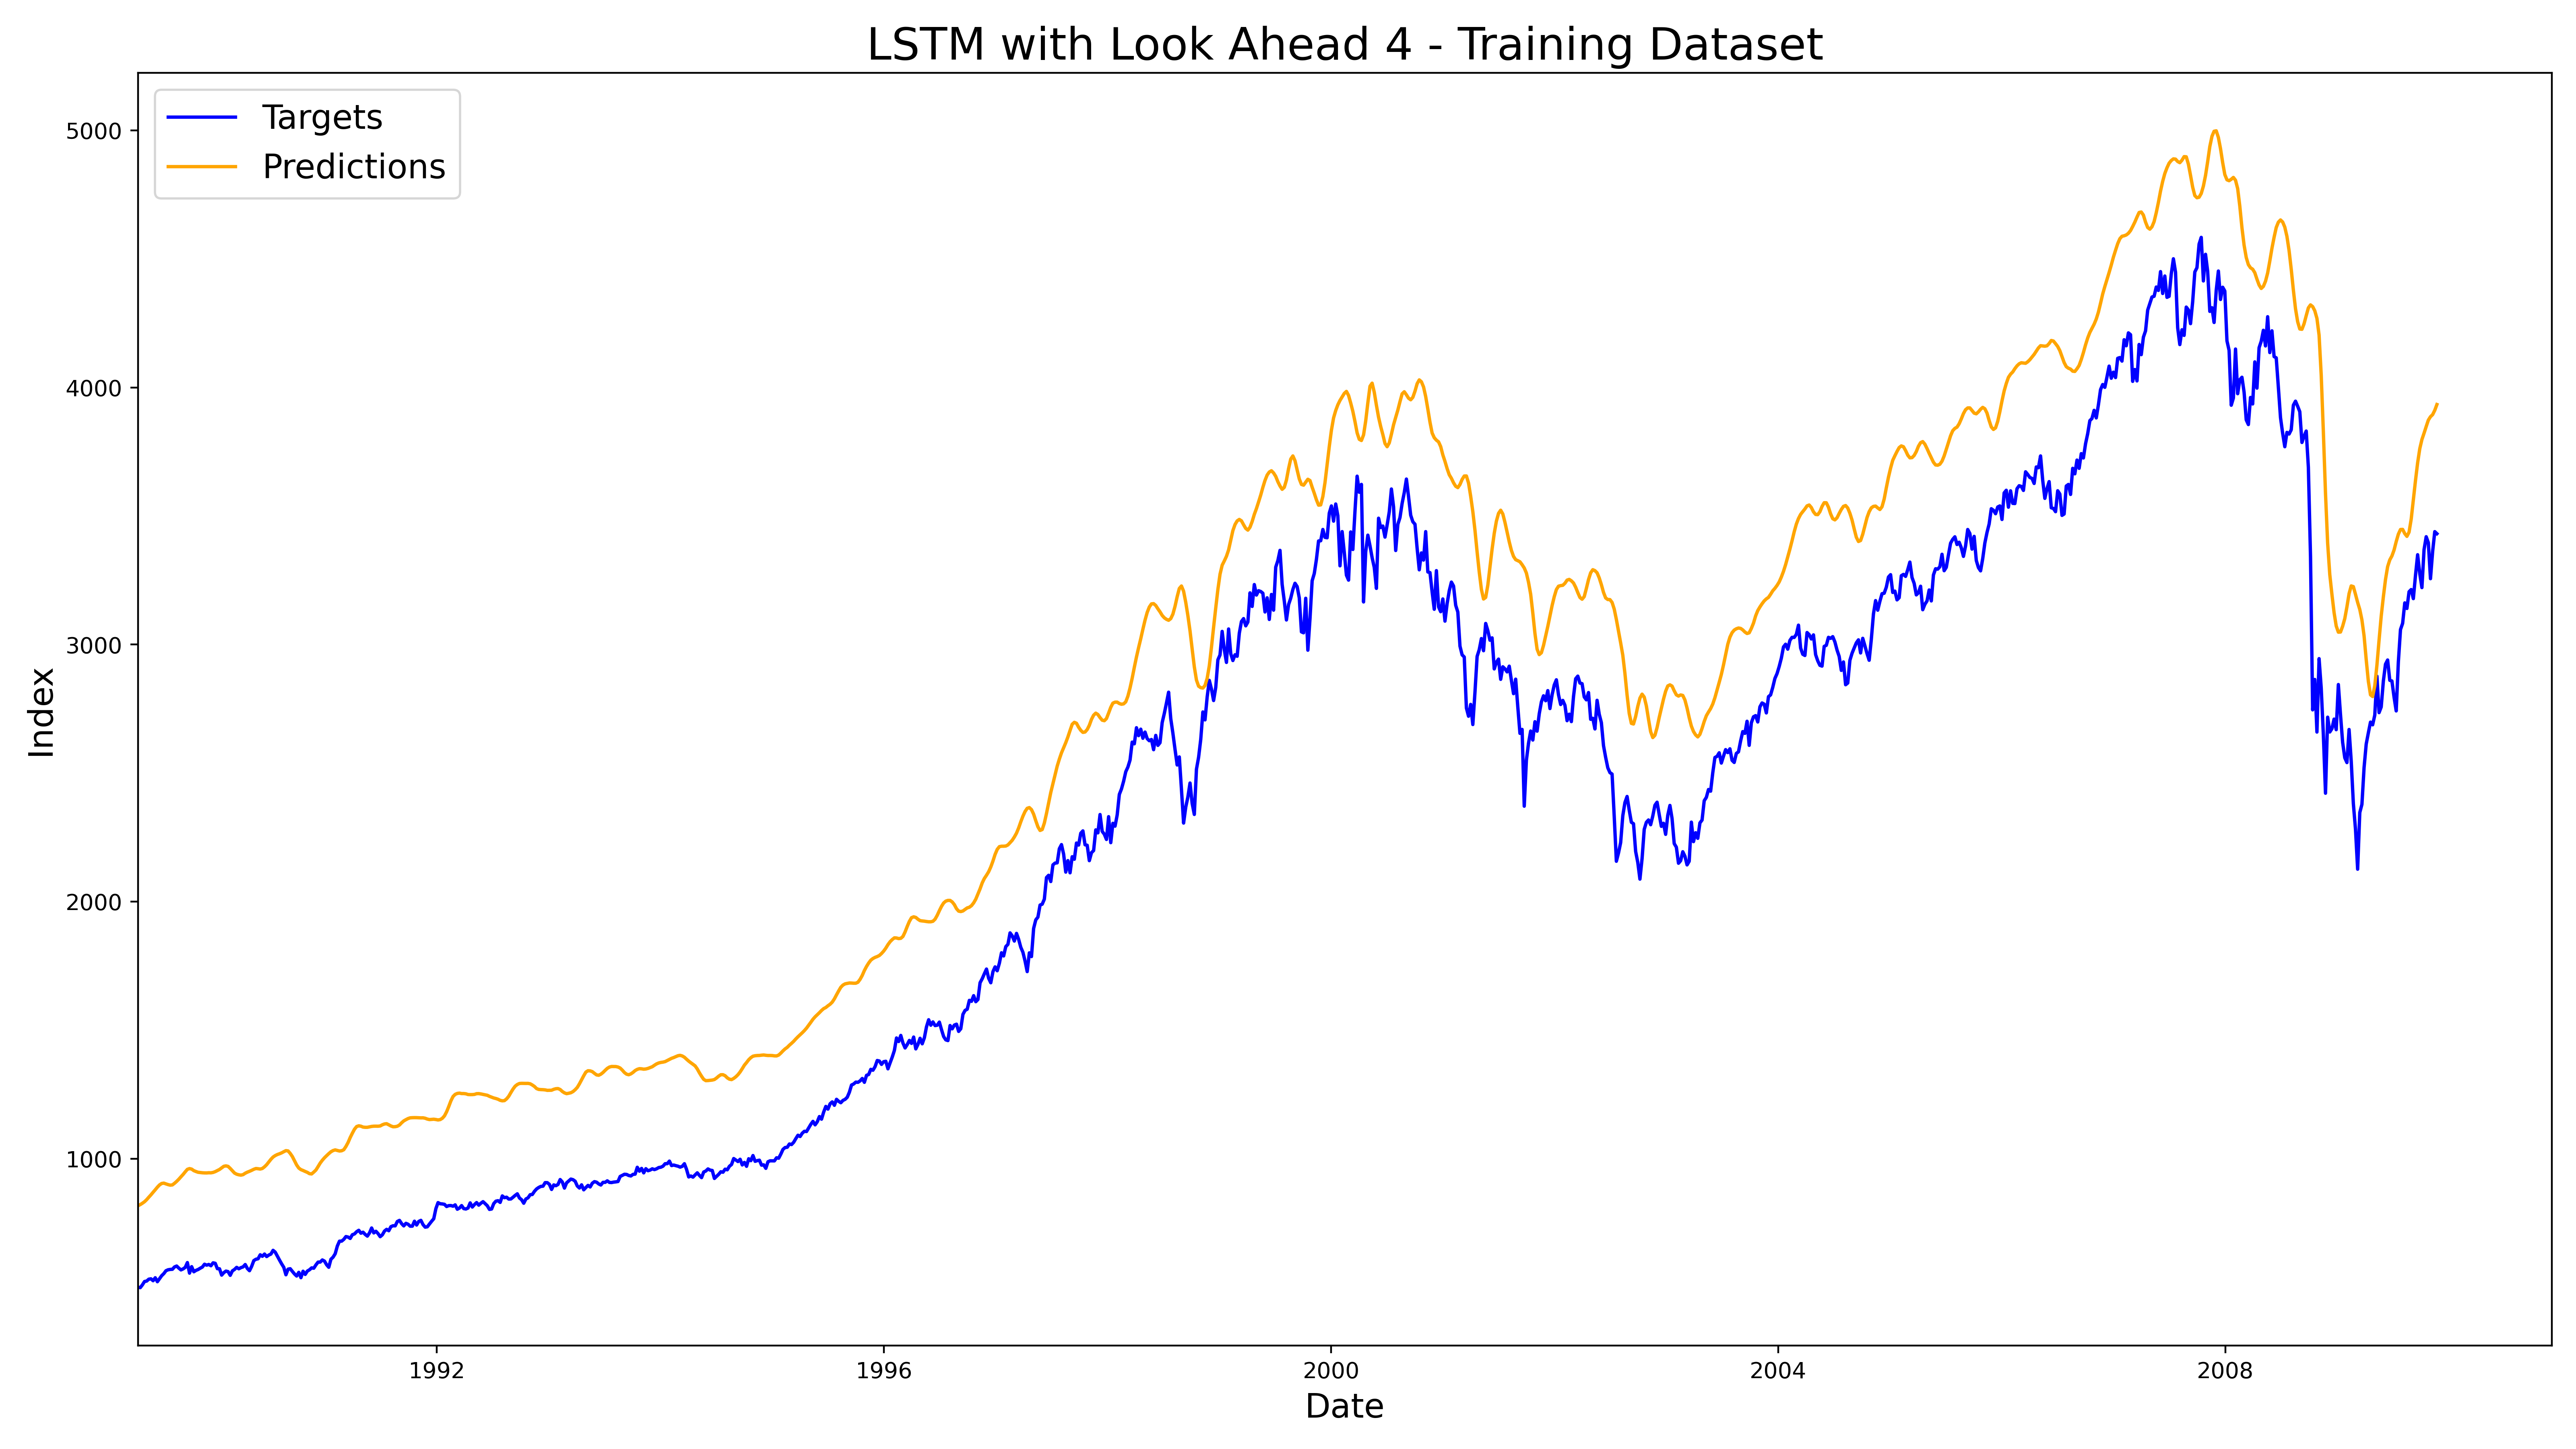 LSTM with Look Ahead 4 - Training Dataset
Targets
Predictions
5000
4000
3000
2000
1000
Index
1992
1996
2000
2004
2008
Date